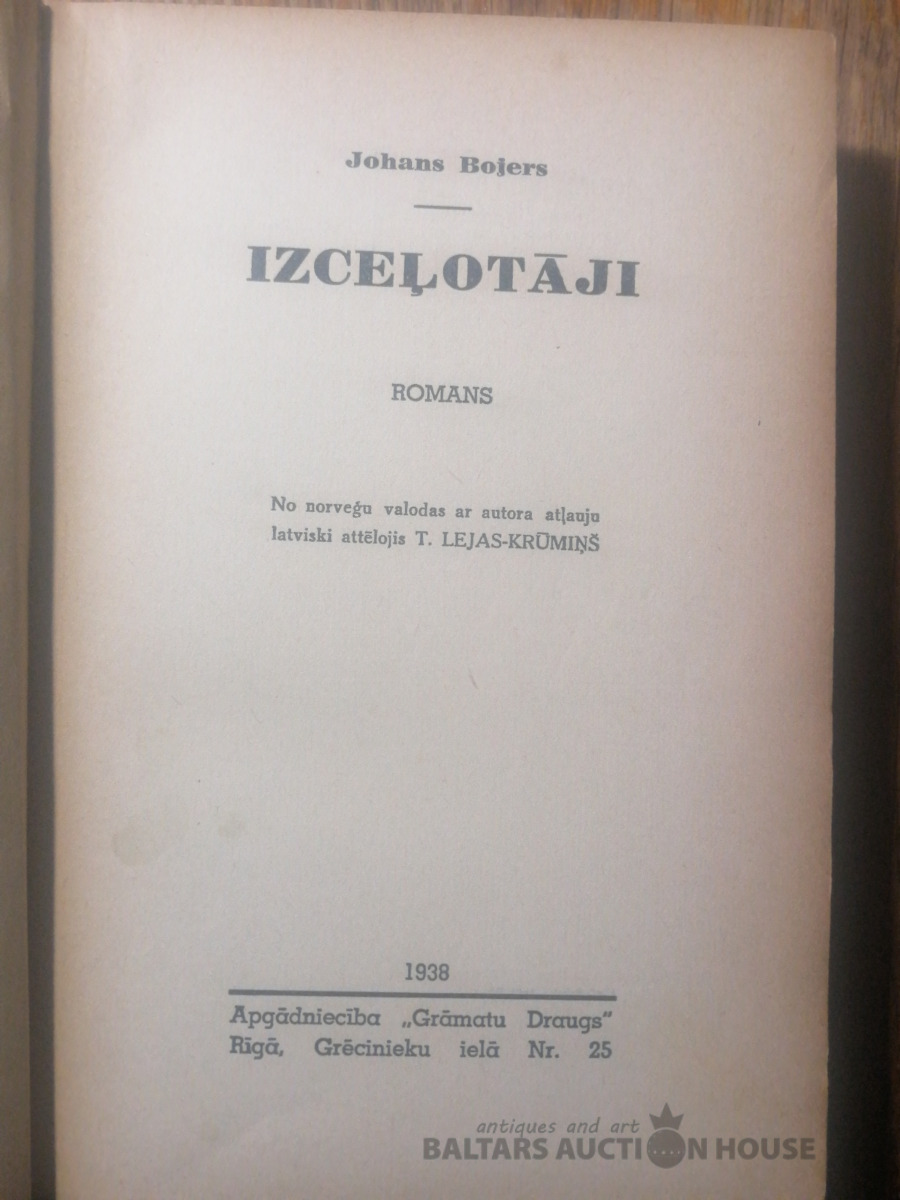 Johans Bojers
IZCEĻOTĀJI
ROMANS
No norveģu valodas ar autora atļauju
latviski attēlojis T. LEJAS-KRŪMIŅŠ
1938
Apgādniecība „Grāmatu Draugs"
Rīgā, Grēcinieku ielā Nr. 25
antiques and art
BALTARS AUCTION HOUSE